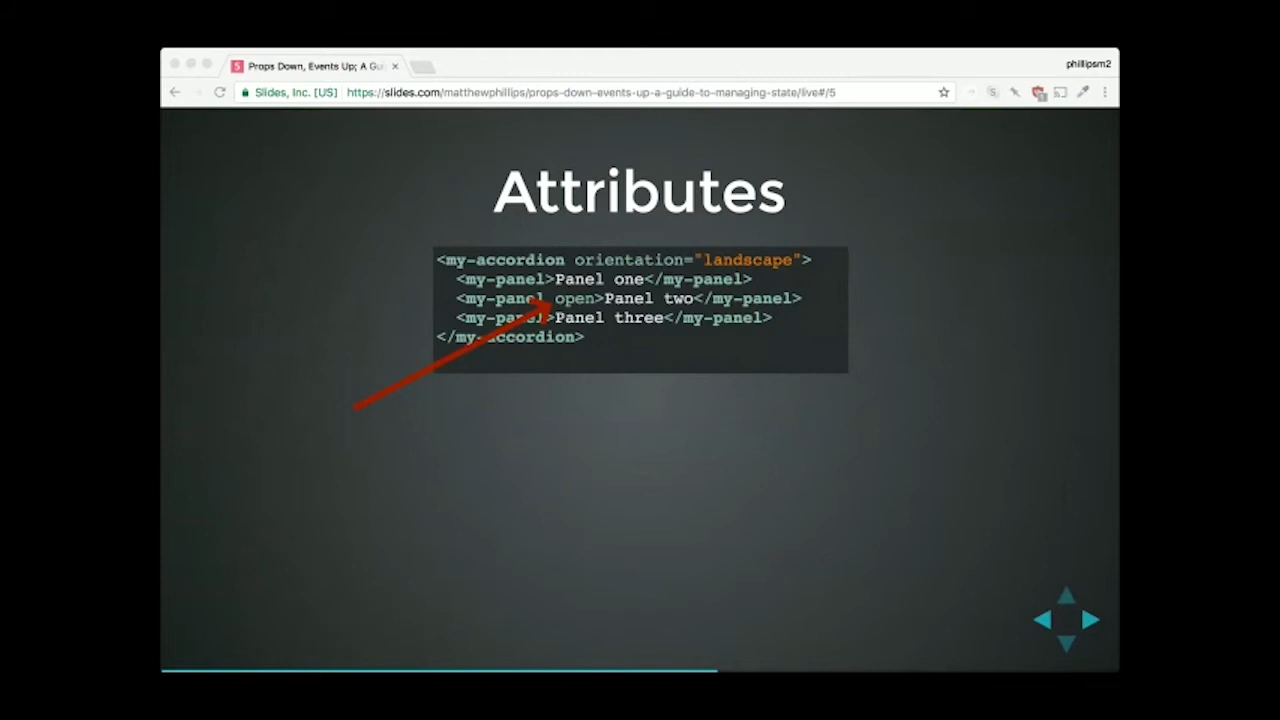 Props Down, Events Up; A Gui
phillipsm2
Slides, Inc. [US] https://slides.com/matthewphillips/props-down-events-up-a-guide-to-managing-state/live#/5
Attributes
<my-accordion orientation="landscape">
<my-panel>Panel one</my-panel>
<my-panel open>Panel two</my-panel>
<my-panel>Panel three</my-panel>
</my-accordion>